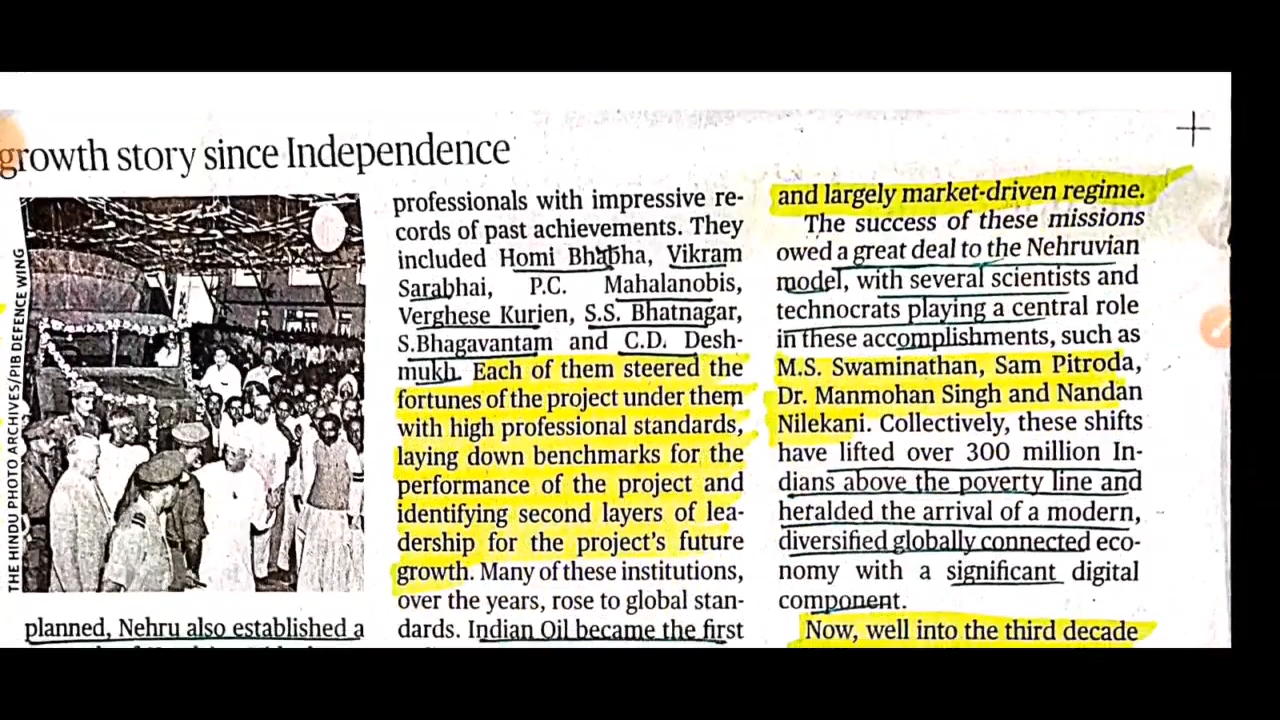 growth story since Independence
THE HINDU PHOTO ARCHIVES/PIB DEFENCE WING
planned, Nehru also established a
professionals with impressive re-
cords of past achievements. They
included Homi Bhabha, Vikram
Sarabhai, P.C. Mahalanobis,
Verghese Kurien, S.S. Bhatnagar,
S.Bhagavantam and C.D. Desh-
mukh. Each of them steered the
fortunes of the project under them
with high professional standards,
laying down benchmarks for the
performance of the project and
identifying second layers of lea-
dership for the project's future
growth. Many of these institutions,
over the years, rose to global stan-
dards. Indian Oil became the first
and largely market-driven regime.
The success of these missions
owed a great deal to the Nehruvian
model, with several scientists and
technocrats playing a central role
in these accomplishments, such as
M.S. Swaminathan, Sam Pitroda,
Dr. Manmohan Singh and Nandan
Nilekani. Collectively, these shifts
have lifted over 300 million In-
dians above the poverty line and
heralded the arrival of a modern,
diversified globally connected eco-
nomy with a significant digital
component.
Now, well into the third decade